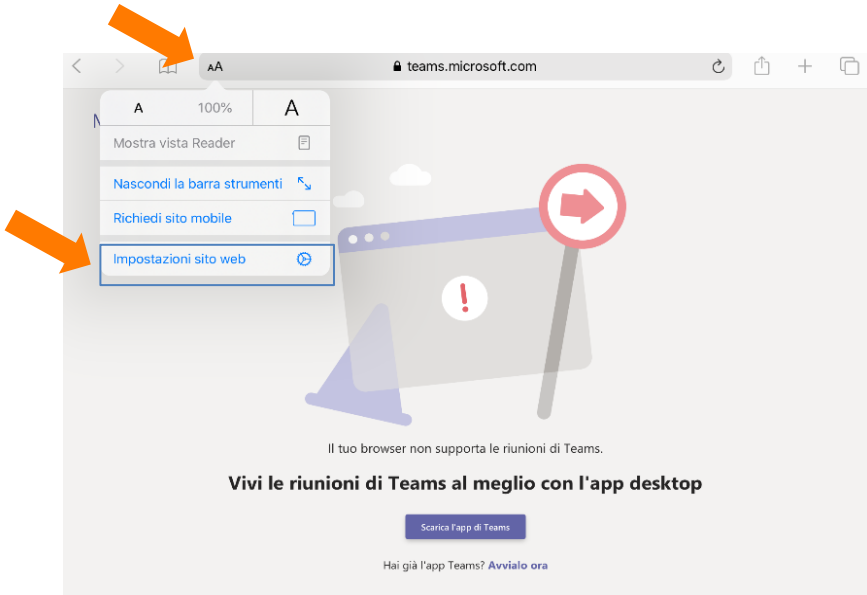 AA
teams.microsoft.com
A 100% A
M
Mostra vista Reader
Nascondi la barra strumenti
Richiedi sito mobile
Impostazioni sito web
!
Il tuo browser non supporta le riunioni di Teams.
Vivi le riunioni di Teams al meglio con l'app desktop
Scarica l'app di Teams
Hai già l'app Teams? Avvialo ora